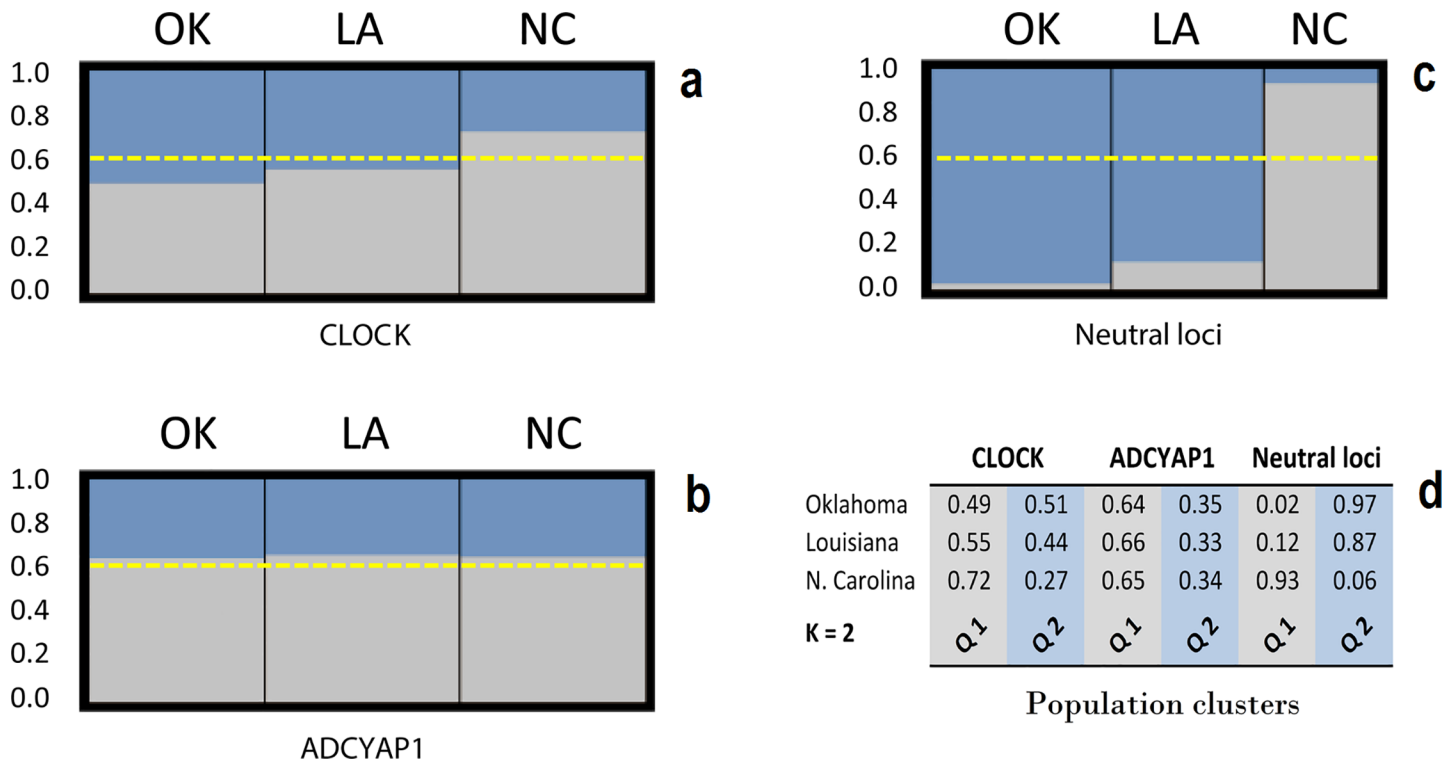 OK LA NC
a
1.0
0.8
0.6
0.4
0.2
0.0
CLOCK
OK LA NC
c
1.0
0.8
0.6
0.4
0.2
0.0
Neutral loci
OK LA NC
b
1.0
0.8
0.6
0.4
0.2
0.0
ADCYAP1
d
CLOCK ADCYAP1 Neutral loci
Oklahoma 0.49 0.51 0.64 0.35 0.02 0.97
Louisiana 0.55 0.44 0.66 0.33 0.12 0.87
N. Carolina 0.72 0.27 0.65 0.34 0.93 0.06
K = 2 Q 1 Q 2 Q 1 Q 2 Q 1 Q 2
Population clusters